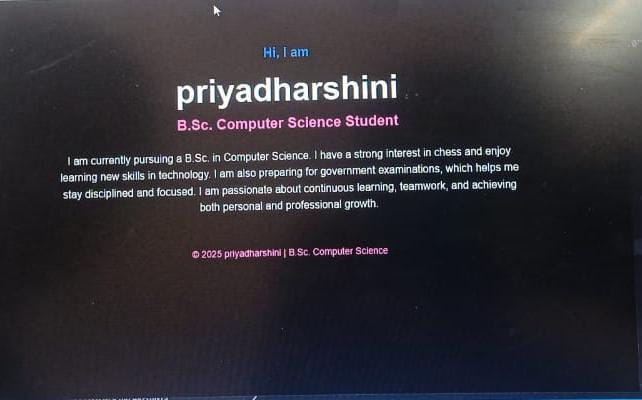 Hi, I am
priyadharshini
B.Sc. Computer Science Student
I am currently pursuing a B.Sc. in Computer Science. I have a strong interest in chess and enjoy
learning new skills in technology. I am also preparing for government examinations, which helps me
stay disciplined and focused. I am passionate about continuous learning, teamwork, and achieving
both personal and professional growth.
© 2025 priyadharshini | B.Sc. Computer Science